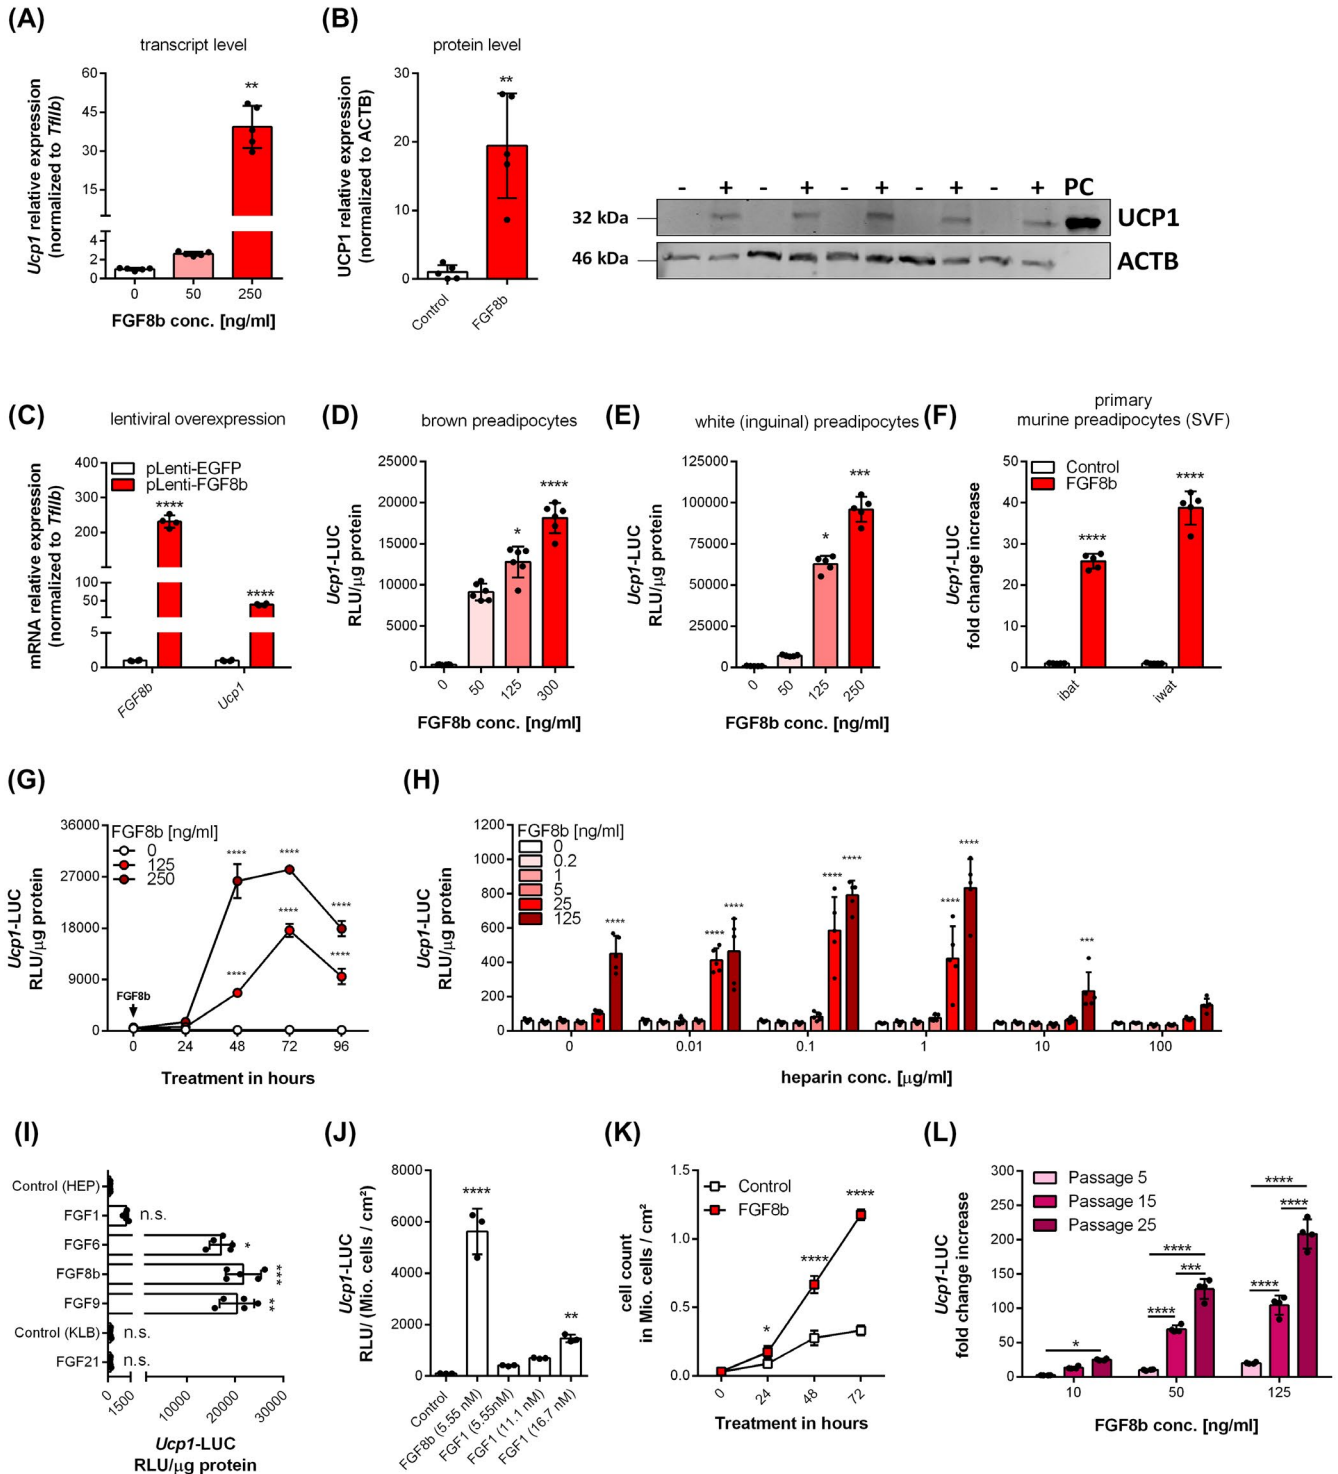 (A)
transcript level
Ucp1 relative expression
(normalized to TfIIb)
60
45
30
15
4
2
0
**
0 50 250
FGF8b conc. [ng/ml]
(B)
protein level
UCP1 relative expression
(normalized to ACTB)
30
20
10
0
**
Control FGF8b
- + - + - + - + - + PC
32 kDa
UCP1
46 kDa
ACTB
(C)
lentiviral overexpression
mRNA relative expression
(normalized to TfIIb)
400
300
200
100
50
5
0
pLenti-EGFP
pLenti-FGF8b
****
****
FGF8b Ucp1
(D)
brown preadipocytes
Ucp1-LUC
RLU/µg protein
25000
20000
15000
10000
5000
0
*
****
0 50 125 300
FGF8b conc. [ng/ml]
(E)
white (inguinal) preadipocytes
Ucp1-LUC
RLU/µg protein
125000
100000
75000
50000
25000
0
*
***
0 50 125 250
FGF8b conc. [ng/ml]
(F)
primary
murine preadipocytes (SVF)
Ucp1-LUC
fold change increase
50
40
30
20
10
0
Control
FGF8b
****
****
ibat iwat
(G)
Ucp1-LUC
RLU/µg protein
36000
27000
18000
9000
0
FGF8b [ng/ml]
0
125
250
FGF8b
**** ****
****
****
****
****
0 24 48 72 96
Treatment in hours
(H)
Ucp1-LUC
RLU/µg protein
1200
1000
800
600
400
200
0
FGF8b [ng/ml]
0
0.2
1
5
25
125
****
**** ****
**** ****
**** ****
***
0 0.01 0.1 1 10 100
heparin conc. [µg/ml]
(I)
Control (HEP)
FGF1 n.s.
FGF6 *
FGF8b ***
FGF9 **
Control (KLB) n.s.
FGF21 n.s.
0 1500 10000 20000 30000
Ucp1-LUC
RLU/µg protein
(J)
Ucp1-LUC
RLU/ (Mio. cells / cm²)
8000
6000
4000
2000
0
****
**
Control
FGF8b (5.55 nM)
FGF1 (5.55nM)
FGF1 (11.1 nM)
FGF1 (16.7 nM)
(K)
cell count
in Mio. cells / cm²
1.5
1.0
0.5
0.0
Control
FGF8b
*
****
****
0 24 48 72
Treatment in hours
(L)
Ucp1-LUC
fold change increase
300
250
200
150
100
50
0
Passage 5
Passage 15
Passage 25
*
****
***
****
****
****
****
10 50 125
FGF8b conc. [ng/ml]